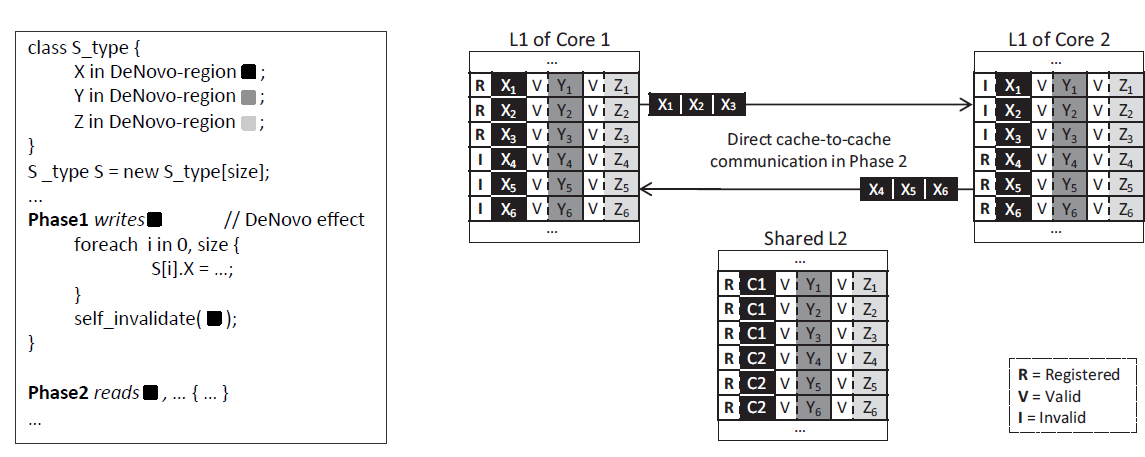 class S_type {
X in DeNovo-region ;
Y in DeNovo-region ;
Z in DeNovo-region ;
}
S _type S = new S_type[size];
...
Phase1 writes // DeNovo effect
foreach i in 0, size {
S[i].X = …;
}
self_invalidate( );
}
Phase2 reads , … { … }
...
L1 of Core 1
...
R X1 V Y1 V Z1
R X2 V Y2 V Z2
R X3 V Y3 V Z3
I X4 V Y4 V Z4
I X5 V Y5 V Z5
I X6 V Y6 V Z6
...
X1 X2 X3
Direct cache-to-cache
communication in Phase 2
X4 X5 X6
L1 of Core 2
...
I X1 V Y1 V Z1
I X2 V Y2 V Z2
I X3 V Y3 V Z3
R X4 V Y4 V Z4
R X5 V Y5 V Z5
R X6 V Y6 V Z6
...
Shared L2
...
R C1 V Y1 V Z1
R C1 V Y2 V Z2
R C1 V Y3 V Z3
R C2 V Y4 V Z4
R C2 V Y5 V Z5
R C2 V Y6 V Z6
...
R = Registered
V = Valid
I = Invalid